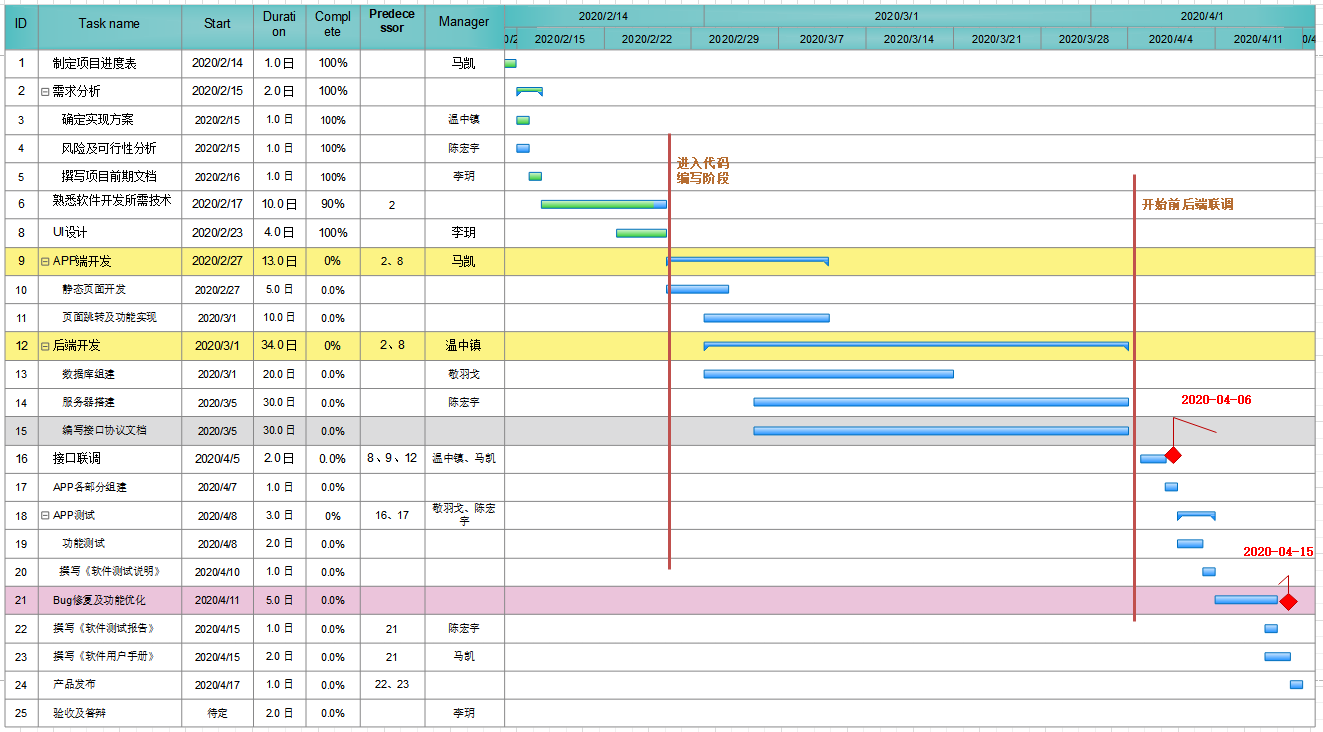 ID Task name Start Durati on Compl ete Predece ssor Manager 2020/2/14 2020/3/1 2020/4/1
2020/2/15 2020/2/22 2020/2/29 2020/3/7 2020/3/14 2020/3/21 2020/3/28 2020/4/4 2020/4/11
1 制定项目进度表 2020/2/14 1.0 日 100% 马凯
2 需求分析 2020/2/15 2.0 日 100%
3 确定实现方案 2020/2/15 1.0 日 100% 温中镇
4 风险及可行性分析 2020/2/15 1.0 日 100% 陈宏宇
进入代码
编写阶段
5 撰写项目前期文档 2020/2/16 1.0 日 100% 李玥
6 熟悉软件开发所需技术 2020/2/17 10.0 日 90% 2
开始前后端联调
8 UI设计 2020/2/23 4.0 日 100% 李玥
9 APP端开发 2020/2/27 13.0 日 0% 2、8 马凯
10 静态页面开发 2020/2/27 5.0 日 0.0%
11 页面跳转及功能实现 2020/3/1 10.0 日 0.0%
12 后端开发 2020/3/1 34.0 日 0% 2、8 温中镇
13 数据库组建 2020/3/1 20.0 日 0.0% 敬羽戈
14 服务器搭建 2020/3/5 30.0 日 0.0% 陈宏宇
2020-04-06
15 编写接口协议文档 2020/3/5 30.0 日 0.0%
16 接口联调 2020/4/5 2.0 日 0.0% 8、9、12 温中镇、马凯
17 APP各部分组建 2020/4/7 1.0 日 0.0%
18 APP测试 2020/4/8 3.0 日 0% 16、17 敬羽戈、陈宏
宇
19 功能测试 2020/4/8 2.0 日 0.0%
2020-04-15
20 撰写《软件测试说明》 2020/4/10 1.0 日 0.0%
21 Bug修复及功能优化 2020/4/11 5.0 日 0.0%
22 撰写《软件测试报告》 2020/4/15 1.0 日 0.0% 21 陈宏宇
23 撰写《软件用户手册》 2020/4/15 2.0 日 0.0% 21 马凯
24 产品发布 2020/4/17 1.0 日 0.0% 22、23
25 验收及答辩 待定 2.0 日 0.0% 李玥